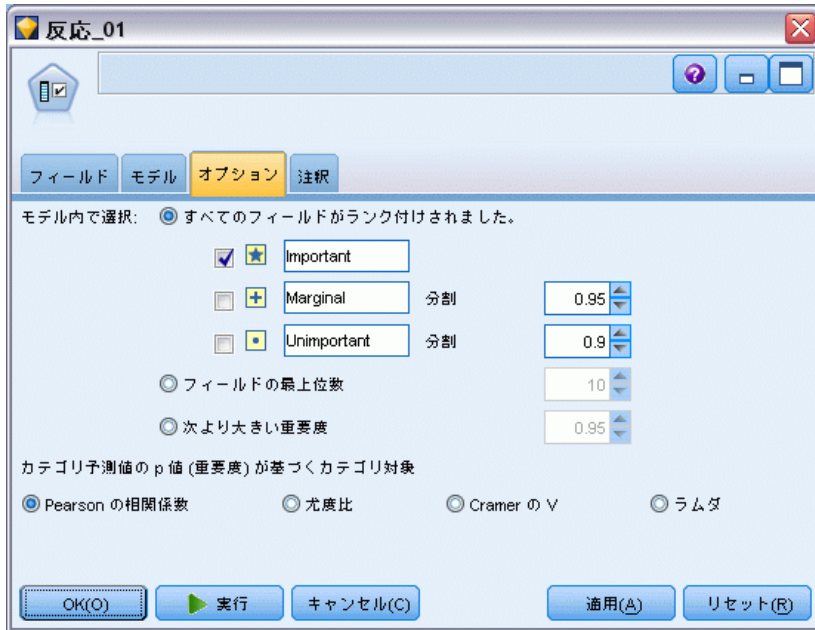 反応_01
フィールド モデル オプション 注釈
モデル内で選択: すべてのフィールドがランク付けされました。
Important
Marginal 分割 0.95
Unimportant 分割 0.9
フィールドの最上位数 10
次より大きい重要度 0.95
カテゴリ予測値の p 値 (重要度) が基づくカテゴリ対象
Pearson の相関係数 尤度比 Cramer の V ラムダ
OK(O) 実行 キャンセル(C) 適用(A) リセット(R)